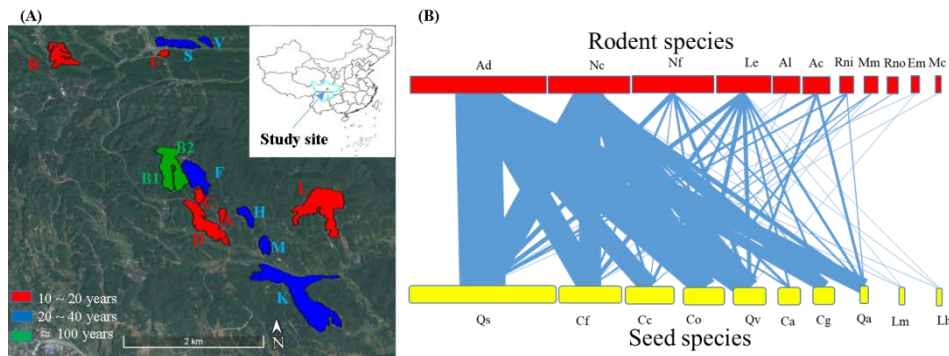 (A)
(B)
R
S
V
U
Study site
B2
B1
F
C
A
D
H
M
K
10 ~ 20 years
20 ~ 40 years
≈ 100 years
2 km
N
Rodent species
Ad Nc Nf Le Al Ac Rni Mm Rno Em Mc
Qs Cf Cc Co Qv Ca Cg Qa Lm Lh
Seed species